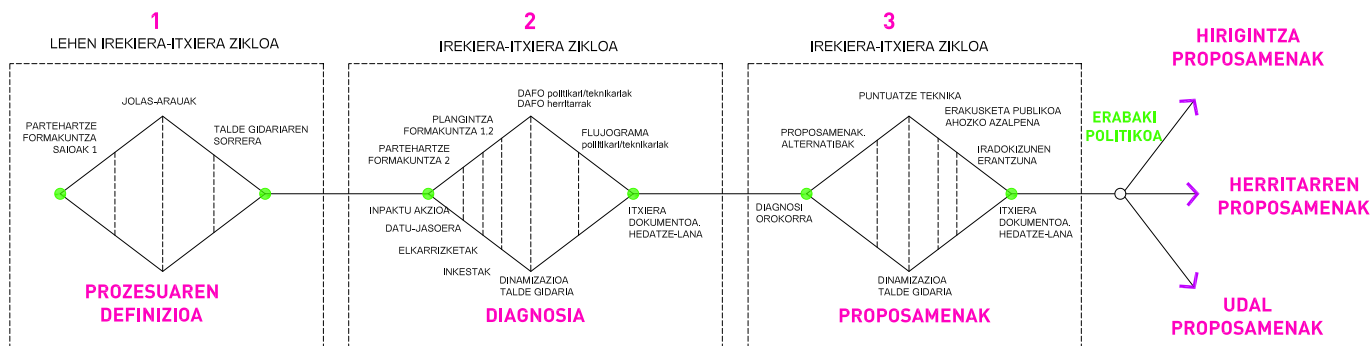 1
LEHEN IREKIERA-ITXIERA ZIKLOA
JOLAS-ARAUAK
PARTEHARTZE
FORMAKUNTZA
SAIOAK 1
TALDE GIDARIAREN
SORRERA
PROZESUAREN
DEFINIZIOA
2
IREKIERA-ITXIERA ZIKLOA
DAFO politikari/teknikariak
DAFO herritarrak
PLANGINTZA
FORMAKUNTZA 1.2
FLUJOGRAMA
politikari/teknikariak
PARTEHARTZE
FORMAKUNTZA 2
INPAKTU AKZIOA
DATU-JASOERA
ELKARRIZKETAK
INKESTAK
ITXIERA
DOKUMENTOA.
HEDATZE-LANA
DINAMIZAZIOA
TALDE GIDARIA
DIAGNOSIA
3
IREKIERA-ITXIERA ZIKLOA
PUNTUATZE TEKNIKA
ERAKUSKETA PUBLIKOA
AHOZKO AZALPENA
PROPOSAMENAK.
ALTERNATIBAK
IRADOKIZUNEN
ERANTZUNA
DIAGNOSI
OROKORRA
ITXIERA
DOKUMENTOA.
HEDATZE-LANA
DINAMIZAZIOA
TALDE GIDARIA
PROPOSAMENAK
ERABAKI
POLITIKOA
HIRIGINTZA
PROPOSAMENAK
HERRITARREN
PROPOSAMENAK
UDAL
PROPOSAMENAK